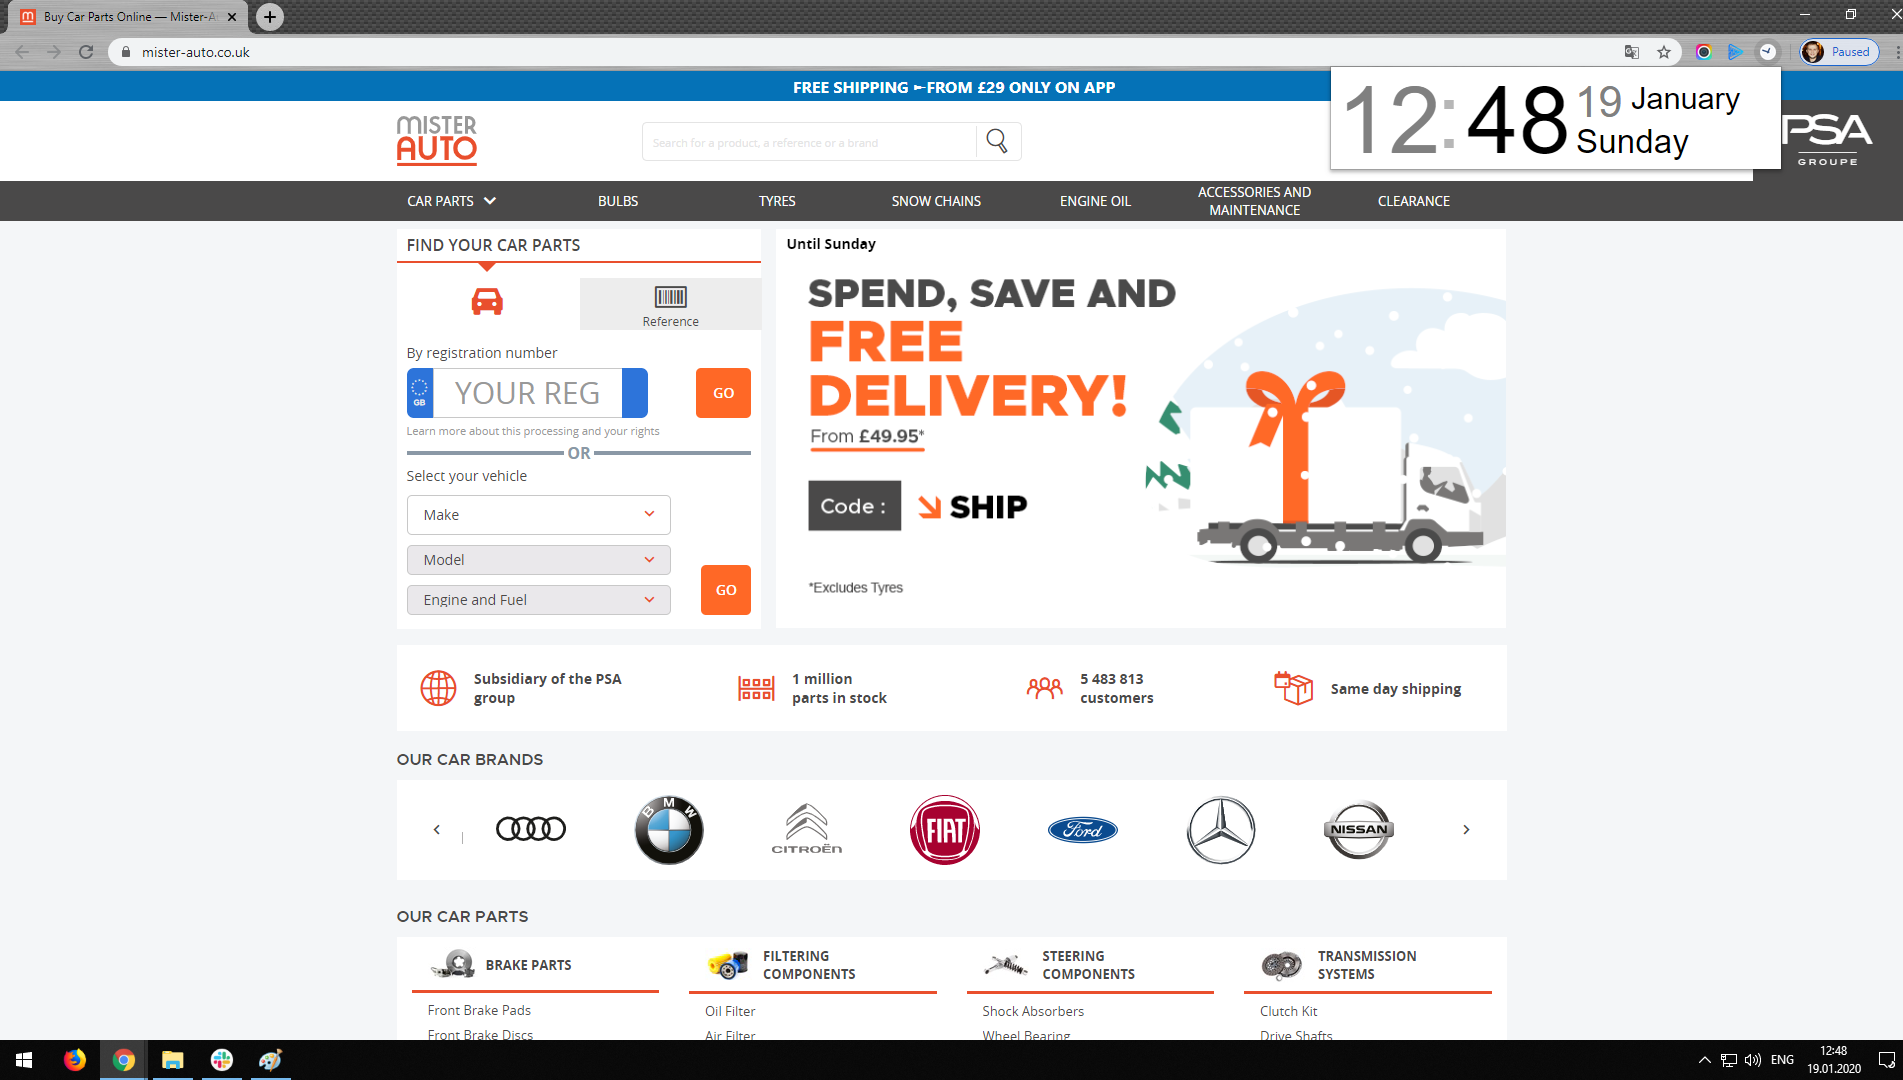 Buy Car Parts Online — Mister-A
mister-auto.co.uk
Paused
FREE SHIPPING ➳FROM £29 ONLY ON APP
12:48 19 January
Sunday
MISTER
AUTO
Search for a product, a reference or a brand
PSA
GROUPE
CAR PARTS
BULBS
TYRES
SNOW CHAINS
ENGINE OIL
ACCESSORIES AND
MAINTENANCE
CLEARANCE
FIND YOUR CAR PARTS
Reference
By registration number
GB
YOUR REG
GO
Learn more about this processing and your rights
OR
Select your vehicle
Make
Model
Engine and Fuel
GO
Until Sunday
SPEND, SAVE AND
FREE
DELIVERY!
From £49.95*
Code : SHIP
*Excludes Tyres
Subsidiary of the PSA
group
1 million
parts in stock
5 483 813
customers
Same day shipping
OUR CAR BRANDS
BMW
CITROËN
FIAT
Ford
NISSAN
OUR CAR PARTS
BRAKE PARTS
Front Brake Pads
Front Brake Discs
FILTERING
COMPONENTS
Oil Filter
Air Filter
STEERING
COMPONENTS
Shock Absorbers
Wheel Bearing
TRANSMISSION
SYSTEMS
Clutch Kit
Drive Shafts
ENG
12:48
19.01.2020